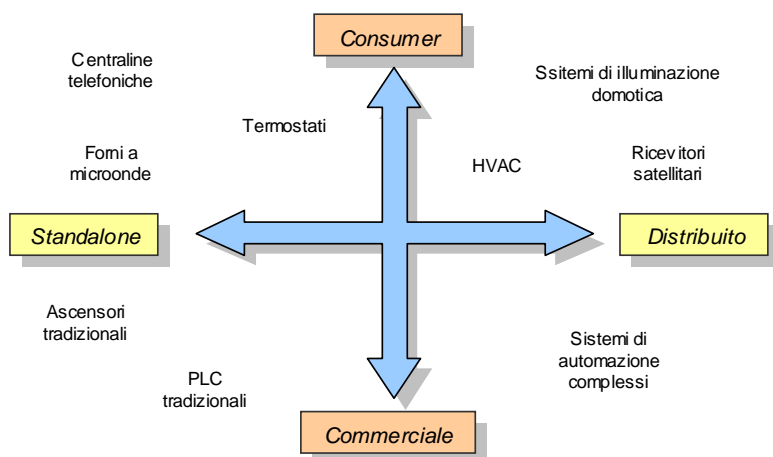 Consumer
Centraline
telefoniche
Ssitemi di illuminazione
domotica
Termostati
Forni a
microonde
HVAC
Ricevitori
satellitari
Standalone
Distribuito
Ascensori
tradizionali
Sistemi di
automazione
complessi
PLC
tradizionali
Commerciale